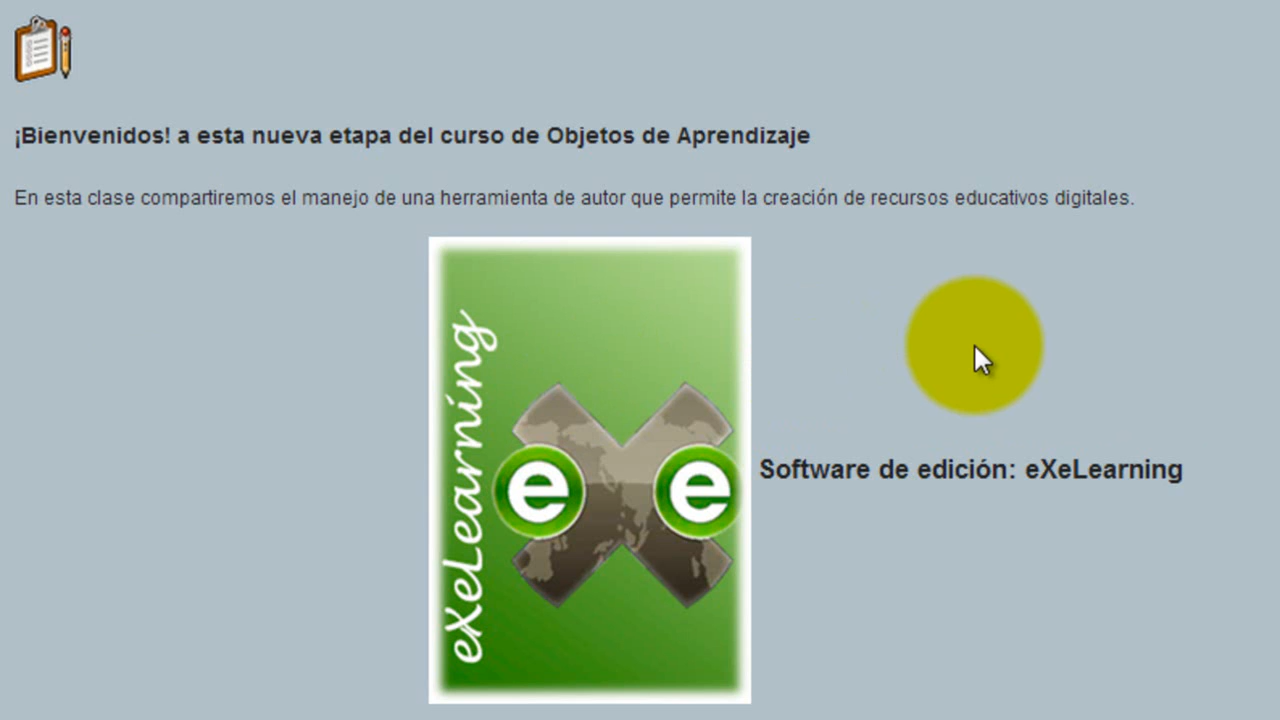 ¡Bienvenidos! a esta nueva etapa del curso de Objetos de Aprendizaje
En esta clase compartiremos el manejo de una herramienta de autor que permite la creación de recursos educativos digitales.
eXeLearning
e e
Software de edición: eXeLearning